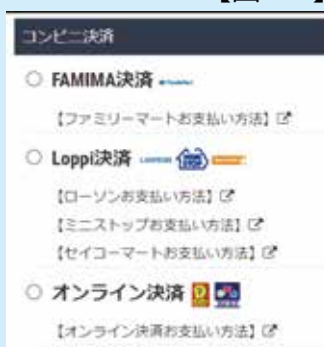 コンビニ決済
FAMIMA決済
【ファミリーマートお支払い方法】
Loppi決済
【ローソンお支払い方法】
【ミニストップお支払い方法】
【セイコーマートお支払い方法】
オンライン決済
【オンライン決済お支払い方法】